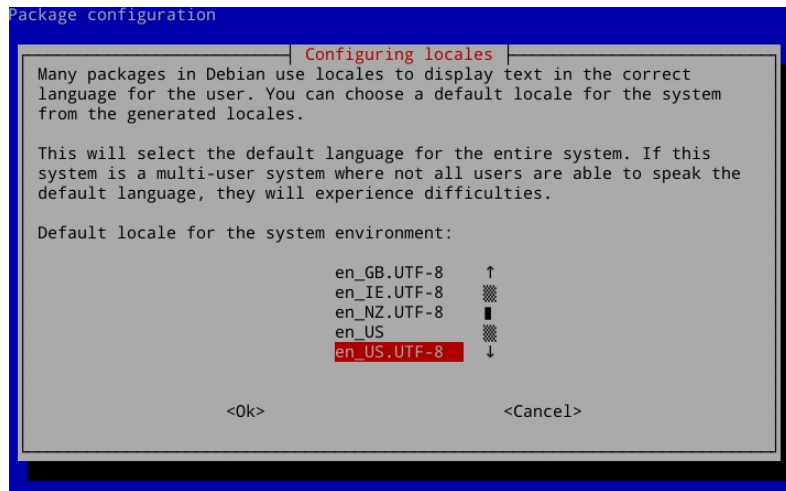 Package configuration
Configuring locales
Many packages in Debian use locales to display text in the correct
language for the user. You can choose a default locale for the system
from the generated locales.
This will select the default language for the entire system. If this
system is a multi-user system where not all users are able to speak the
default language, they will experience difficulties.
Default locale for the system environment:
en_GB.UTF-8 ↑
en_IE.UTF-8
en_NZ.UTF-8
en_US
en_US.UTF-8 ↓
<Ok> <Cancel>